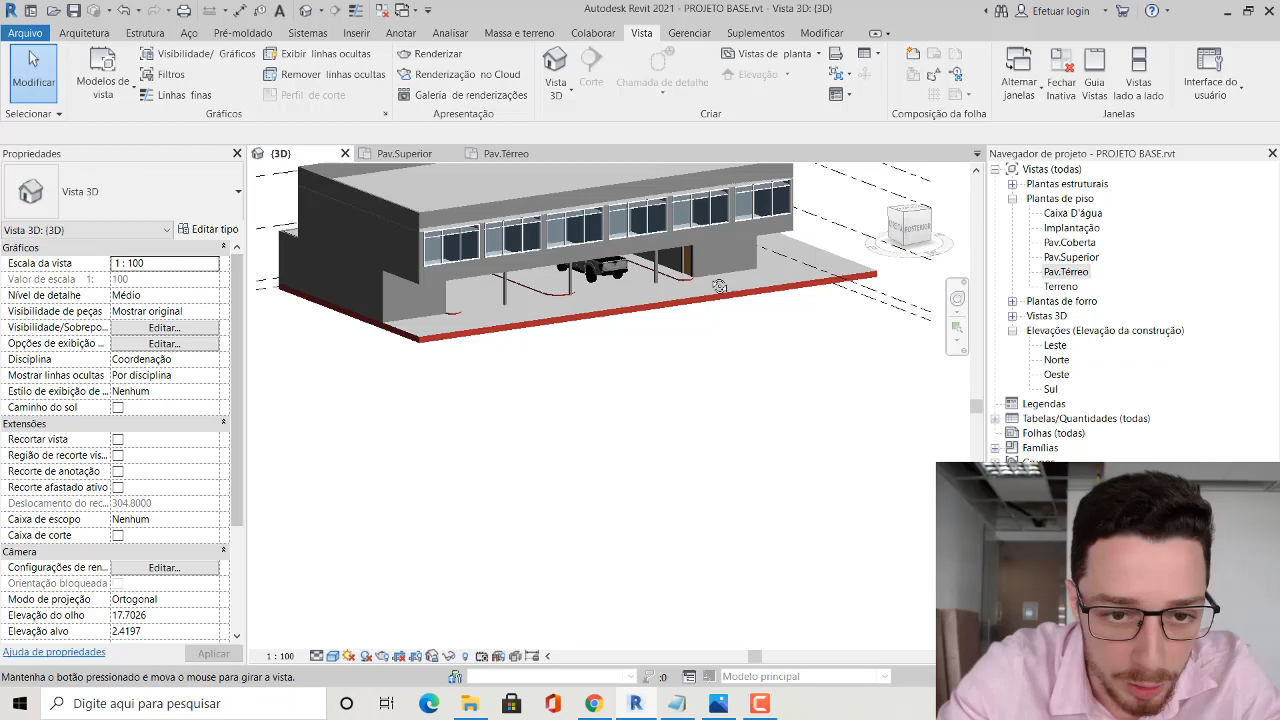 Autodesk Revit 2021 - PROJETO BASE.rvt - Vista 3D: {3D}
Efetuar login
Arquivo Arquitetura Estrutura Aço Pré-moldado Sistemas Inserir Anotar Analisar Massa e terreno Colaborar Vista Gerenciar Suplementos Modificar
Modificar
Selecionar
Modelos de vista
Visibilidade/ Gráficos
Filtros
Linhas finas
Exibir linhas ocultas
Remover linhas ocultas
Perfil de corte
Gráficos
Renderizar
Renderização no Cloud
Galeria de renderizações
Apresentação
Vista 3D
Corte
Chamada de detalhe
Vistas de planta
Elevação
Criar
Composição da folha
Alternar janelas
Fechar Inativa
Guia Vistas
Vistas lado a lado
Janelas
Interface do usuário
Propriedades
Vista 3D
Vista 3D: {3D}
Editar tipo
Gráficos
Escala da vista 1 : 100
Valor de escala 1: 100
Nível de detalhe Médio
Visibilidade de peças Mostrar original
Visibilidade/Sobrepo... Editar...
Opções de exibição ... Editar...
Disciplina Coordenação
Mostrar linhas ocultas Por disciplina
Estilo de exibição de ... Nenhum
Caminho do sol
Extensões
Recortar vista
Região de recorte vis...
Recorte de anotação
Recorte afastado ativo
Deslocamento do rec... 304.8000
Caixa de escopo Nenhum
Caixa de corte
Câmera
Configurações de ren... Editar...
Orientação bloqueada
Modo de projeção Ortogonal
Elevação do olho 17.7026
Elevação alvo 2.4197
Ajuda de propriedades
Aplicar
{3D} Pav.Superior Pav.Térreo
POSTERIOR
Navegador de projeto - PROJETO BASE.rvt
Vistas (todas)
Plantas estruturais
Plantas de piso
Caixa D'água
Implantação
Pav.Coberta
Pav.Superior
Pav.Térreo
Terreno
Plantas de forro
Vistas 3D
Elevações (Elevação da construção)
Leste
Norte
Oeste
Sul
Legendas
Tabelas/Quantidades (todas)
Folhas (todas)
Famílias
1 : 100
Mantenha o botão pressionado e mova o mouse para girar a vista.
:0
Modelo principal
Digite aqui para pesquisar